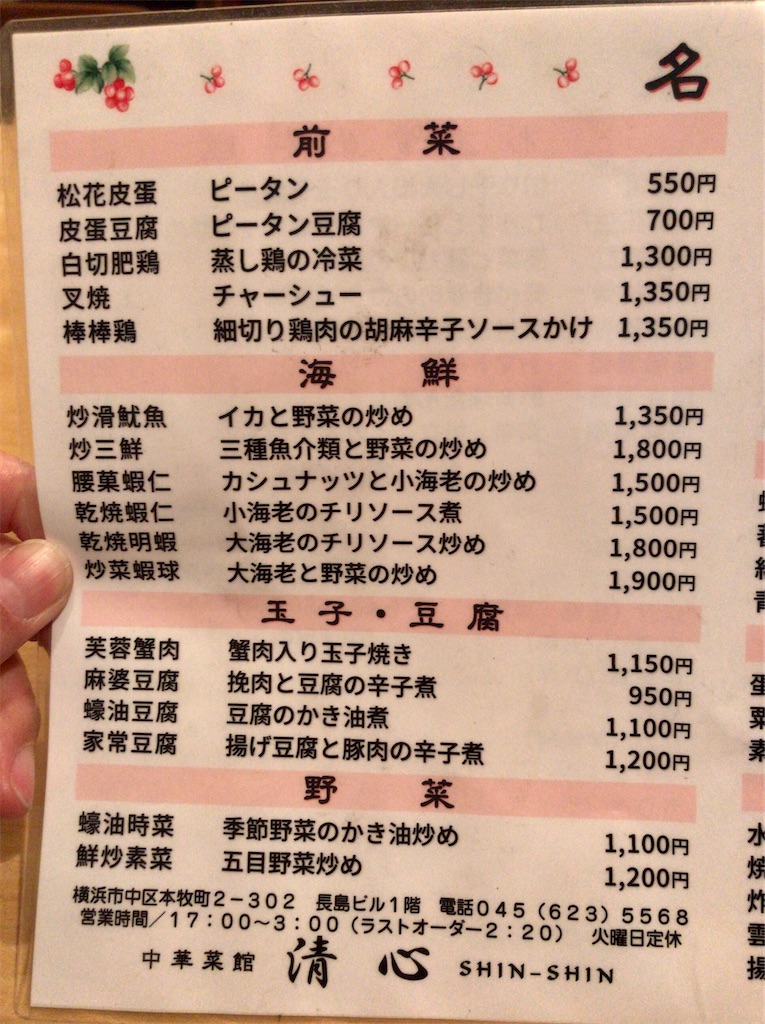 名
前菜
松花皮蛋 ピータン 550円
皮蛋豆腐 ピータン豆腐 700円
白切肥鶏 蒸し鶏の冷菜 1,300円
叉焼 チャーシュー 1,350円
棒棒鶏 細切り鶏肉の胡麻辛子ソースかけ 1,350円
海鮮
炒滑魷魚 イカと野菜の炒め 1,350円
炒三鮮 三種魚介類と野菜の炒め 1,800円
腰菓蝦仁 カシュナッツと小海老の炒め 1,500円
乾焼蝦仁 小海老のチリソース煮 1,500円
乾焼明蝦 大海老のチリソース炒め 1,800円
炒菜蝦球 大海老と野菜の炒め 1,900円
玉子・豆腐
芙蓉蟹肉 蟹肉入り玉子焼き 1,150円
麻婆豆腐 挽肉と豆腐の辛子煮 950円
蠔油豆腐 豆腐のかき油煮 1,100円
家常豆腐 揚げ豆腐と豚肉の辛子煮 1,200円
野菜
蠔油時菜 季節野菜のかき油炒め 1,100円
鮮炒素菜 五目野菜炒め 1,200円
横浜市中区本牧町2-302 長島ビル1階 電話045（623）5568
営業時間／17：00～3：00（ラストオーダー2：20） 火曜日定休
中華菜館 清心 SHIN-SHIN